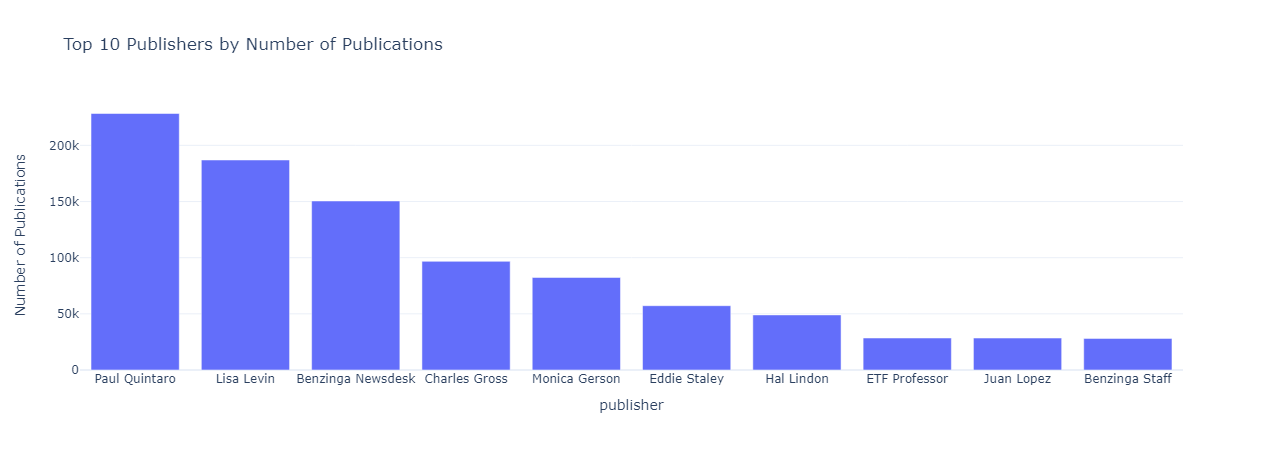 Top 10 Publishers by Number of Publications
Number of Publications
200k
150k
100k
50k
0
Paul Quintaro Lisa Levin Benzinga Newsdesk Charles Gross Monica Gerson Eddie Staley Hal Lindon ETF Professor Juan Lopez Benzinga Staff
publisher